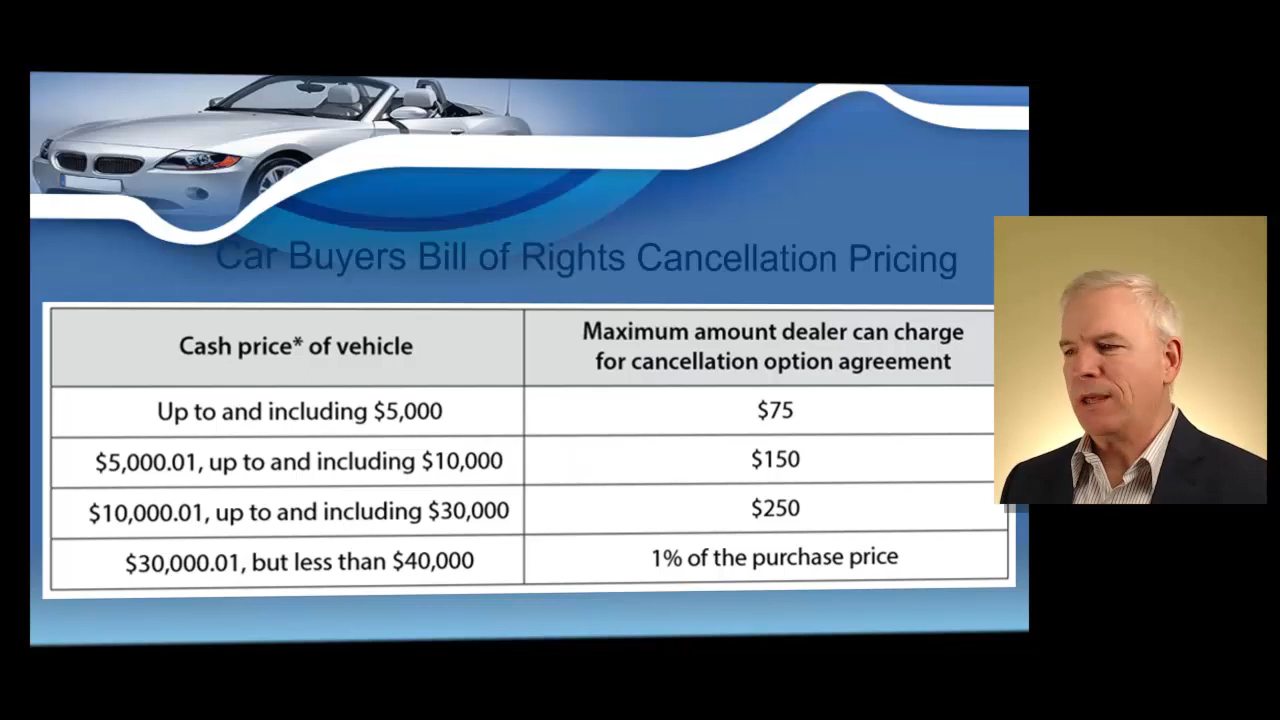 Car Buyers Bill of Rights Cancellation Pricing
Cash price* of vehicle
Maximum amount dealer can charge
for cancellation option agreement
Up to and including $5,000
$75
$5,000.01, up to and including $10,000
$150
$10,000.01, up to and including $30,000
$250
$30,000.01, but less than $40,000
1% of the purchase price